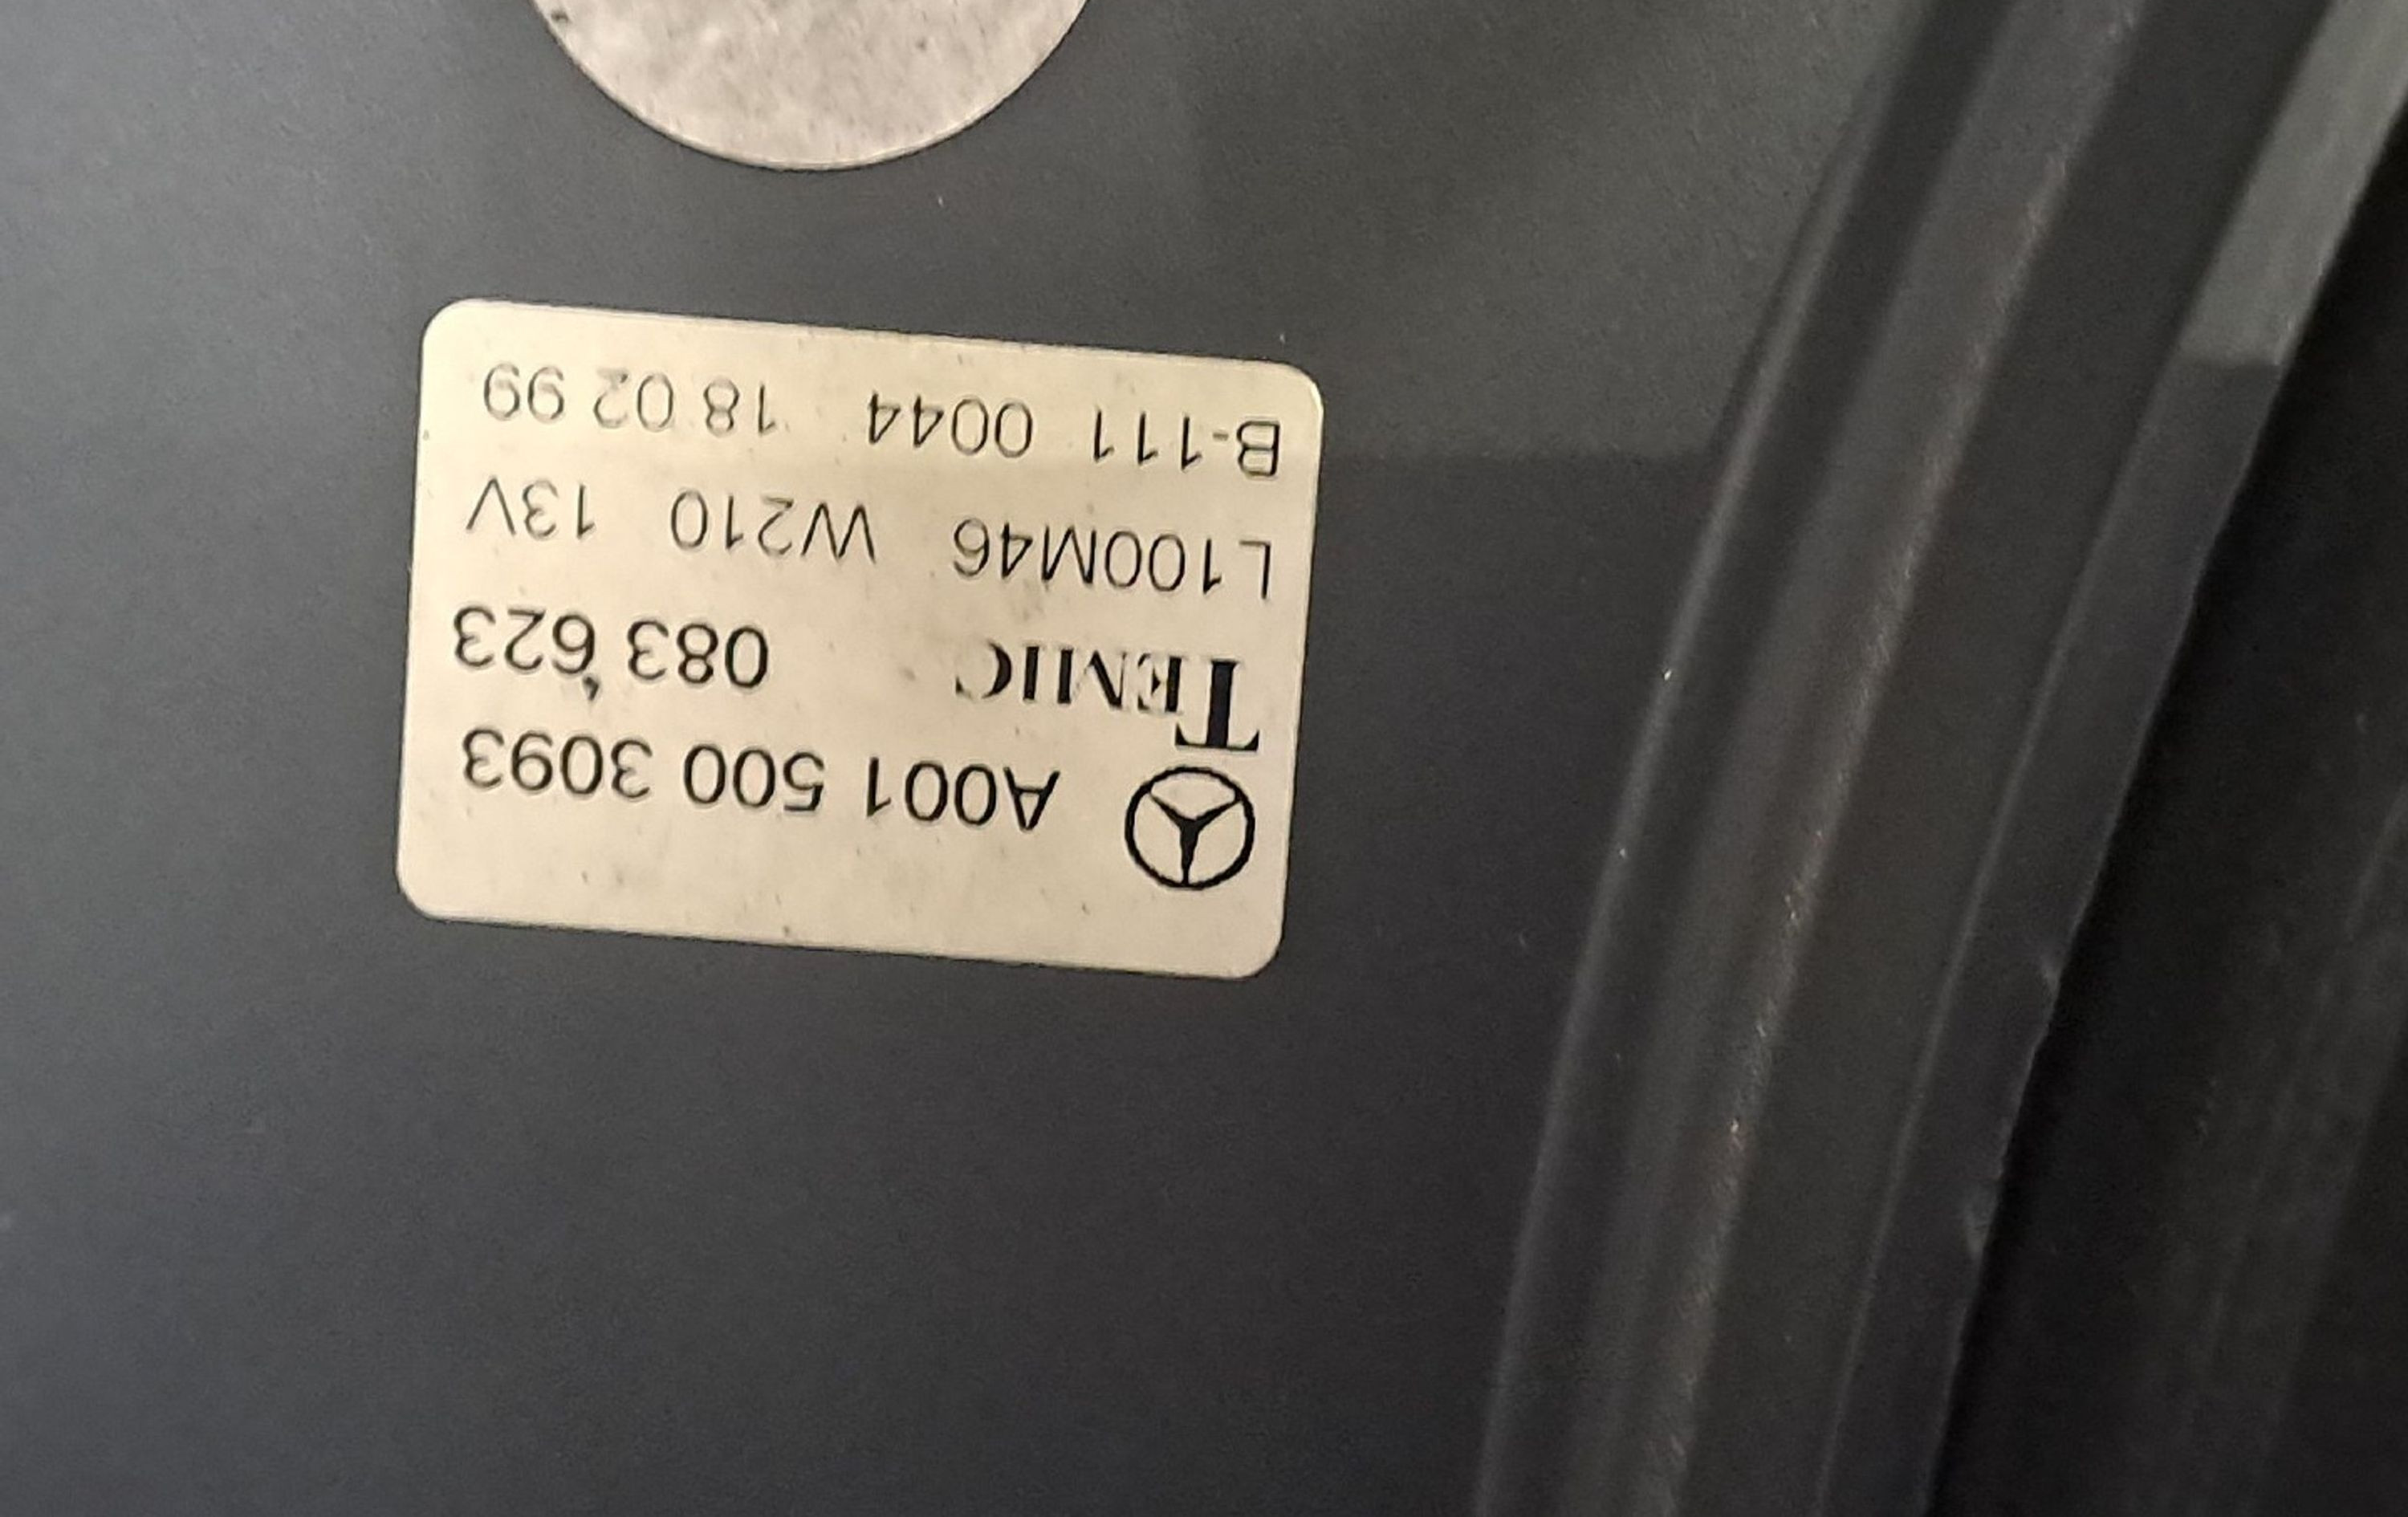 A001 500 3093
TEMIC 083 623
L100M46 W210 13V
B-111 0044 18 02 99